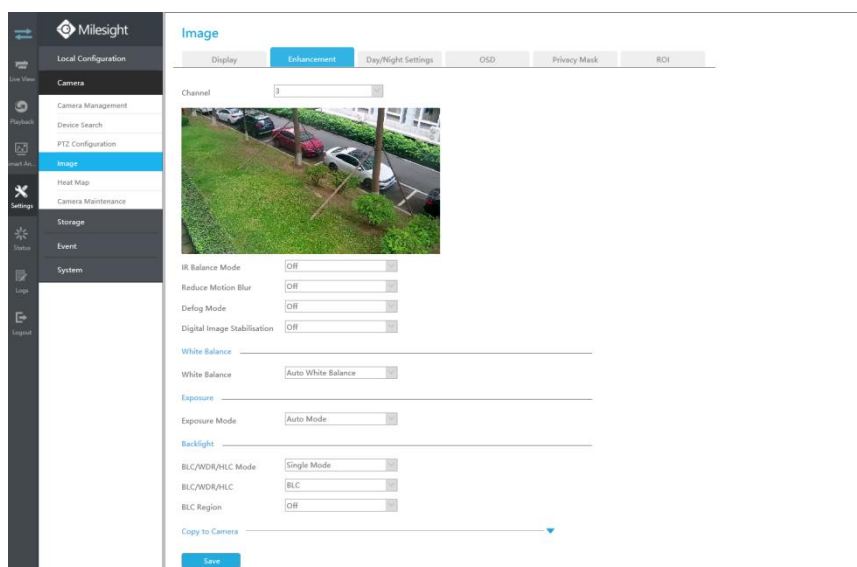 Milesight
Live View
Playback
Smart An...
Settings
Status
Logs
Logout
Local Configuration
Camera
Camera Management
Device Search
PTZ Configuration
Image
Heat Map
Camera Maintenance
Storage
Event
System
Image
Display Enhancement Day/Night Settings OSD Privacy Mask ROI
Channel 3
IR Balance Mode Off
Reduce Motion Blur Off
Defog Mode Off
Digital Image Stabilisation Off
White Balance
White Balance Auto White Balance
Exposure
Exposure Mode Auto Mode
Backlight
BLC/WDR/HLC Mode Single Mode
BLC/WDR/HLC BLC
BLC Region Off
Copy to Camera
Save